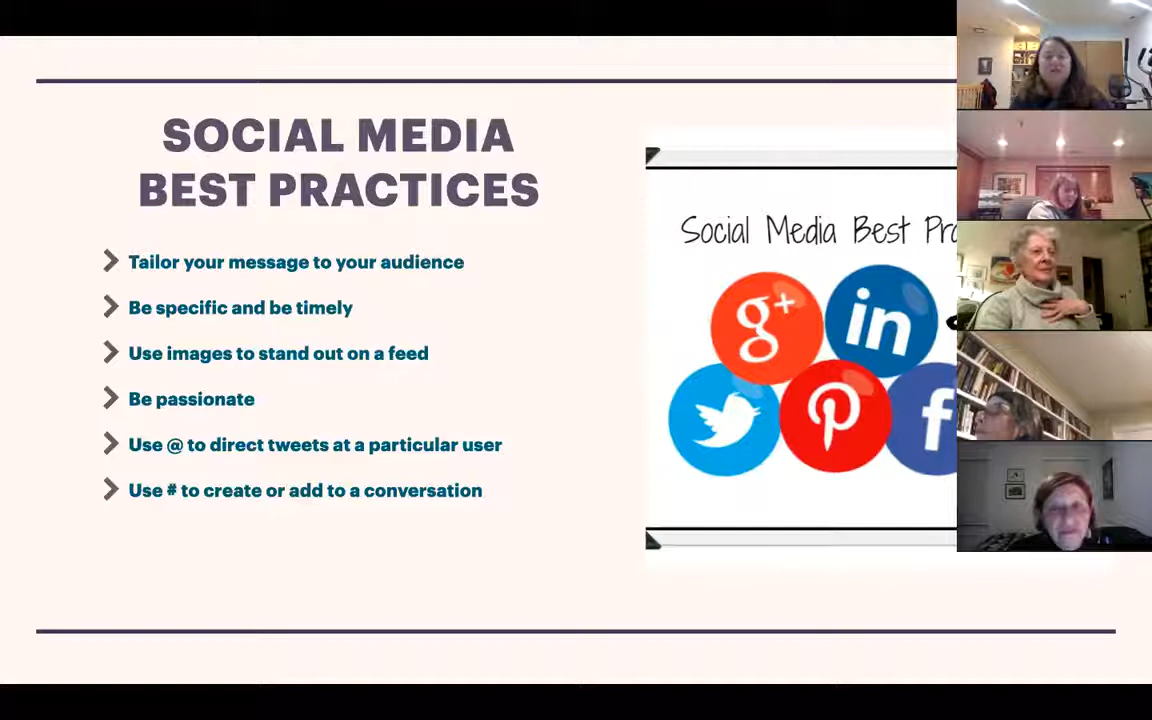 SOCIAL MEDIA
BEST PRACTICES
Tailor your message to your audience
Be specific and be timely
Use images to stand out on a feed
Be passionate
Use @ to direct tweets at a particular user
Use # to create or add to a conversation
Social Media Best
g+
in
f